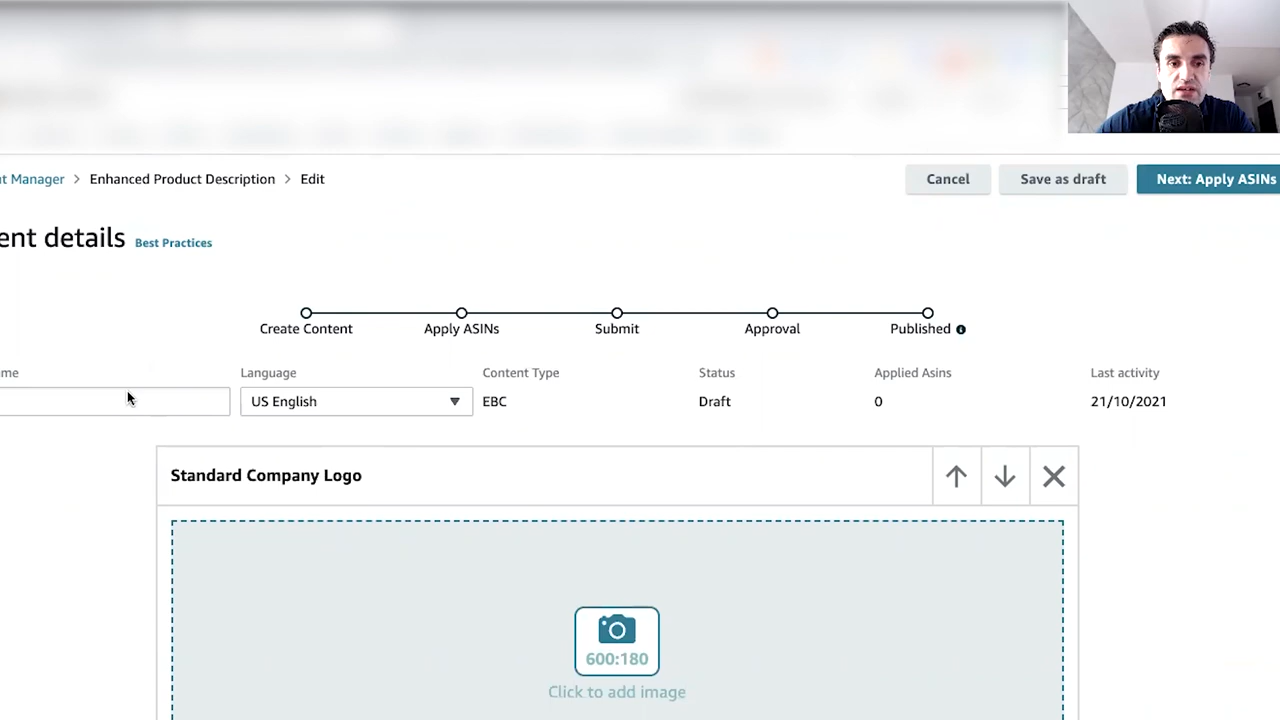 nt Manager > Enhanced Product Description > Edit
Cancel
Save as draft
Next: Apply ASINs
ent details Best Practices
Create Content
Apply ASINs
Submit
Approval
Published
me
Language
Content Type
Status
Applied Asins
Last activity
US English
EBC
Draft
0
21/10/2021
Standard Company Logo
600:180
Click to add image